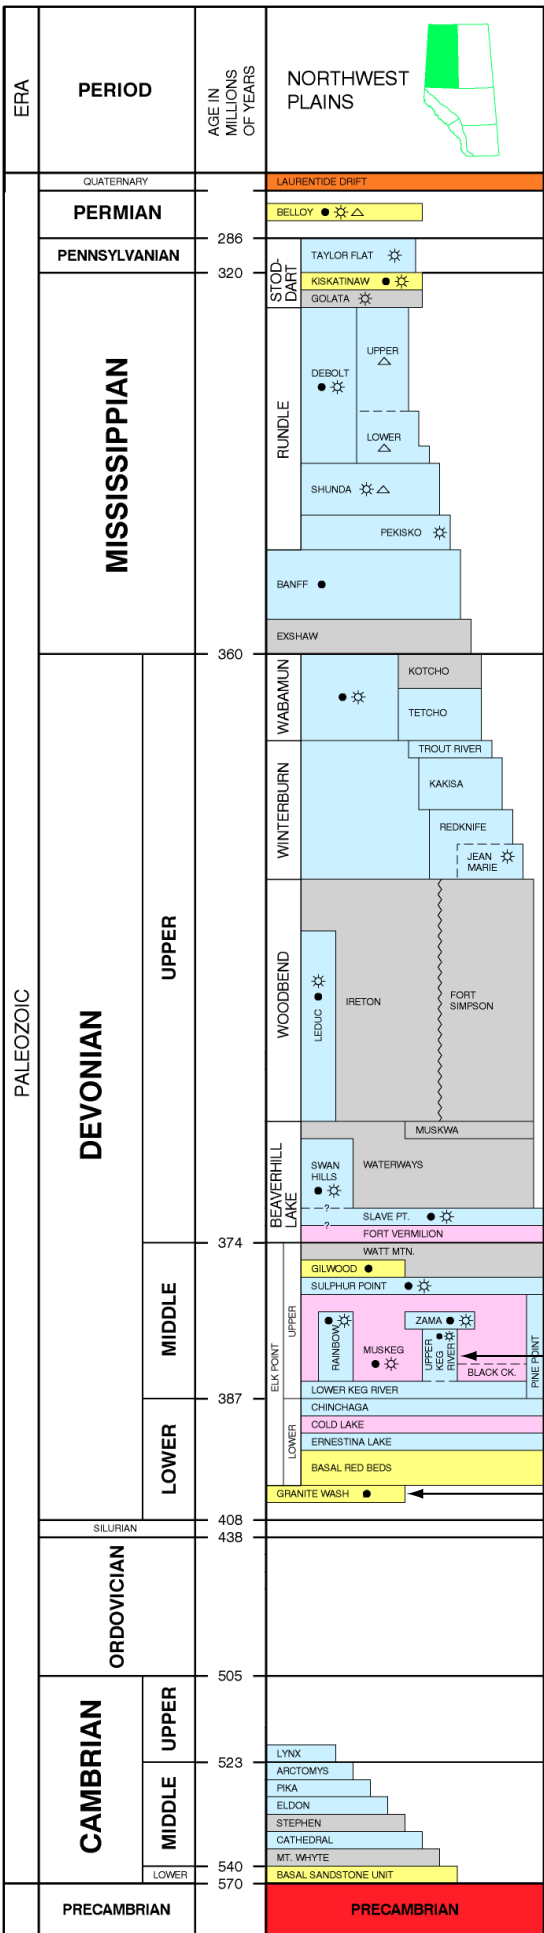 ERA
PERIOD
AGE IN
MILLIONS
OF YEARS
NORTHWEST
PLAINS
QUATERNARY
LAURENTIDE DRIFT
PERMIAN
BELLOY
286
PENNSYLVANIAN
STOD-
DART
TAYLOR FLAT
320
KISKATINAW
GOLATA
MISSISSIPPIAN
RUNDLE
DEBOLT
UPPER
LOWER
SHUNDA
PEKISKO
BANFF
EXSHAW
360
PALEOZOIC
DEVONIAN
UPPER
WABAMUN
KOTCHO
TETCHO
WINTERBURN
TROUT RIVER
KAKISA
REDKNIFE
JEAN
MARIE
WOODBEND
LEDUC
IRETON
FORT
SIMPSON
MUSKWA
BEAVERHILL
LAKE
SWAN
HILLS
WATERWAYS
?
SLAVE PT.
?
FORT VERMILION
374
MIDDLE
ELK POINT
UPPER
WATT MTN.
GILWOOD
SULPHUR POINT
RAINBOW
MUSKEG
ZAMA
UPPER
KEG
RIVER
BLACK CK.
PINE POINT
LOWER KEG RIVER
387
LOWER
LOWER
CHINCHAGA
COLD LAKE
ERNESTINA LAKE
BASAL RED BEDS
GRANITE WASH
408
SILURIAN
438
ORDOVICIAN
505
CAMBRIAN
UPPER
LYNX
523
MIDDLE
ARCTOMYS
PIKA
ELDON
STEPHEN
CATHEDRAL
MT. WHYTE
540
LOWER
BASAL SANDSTONE UNIT
570
PRECAMBRIAN
PRECAMBRIAN